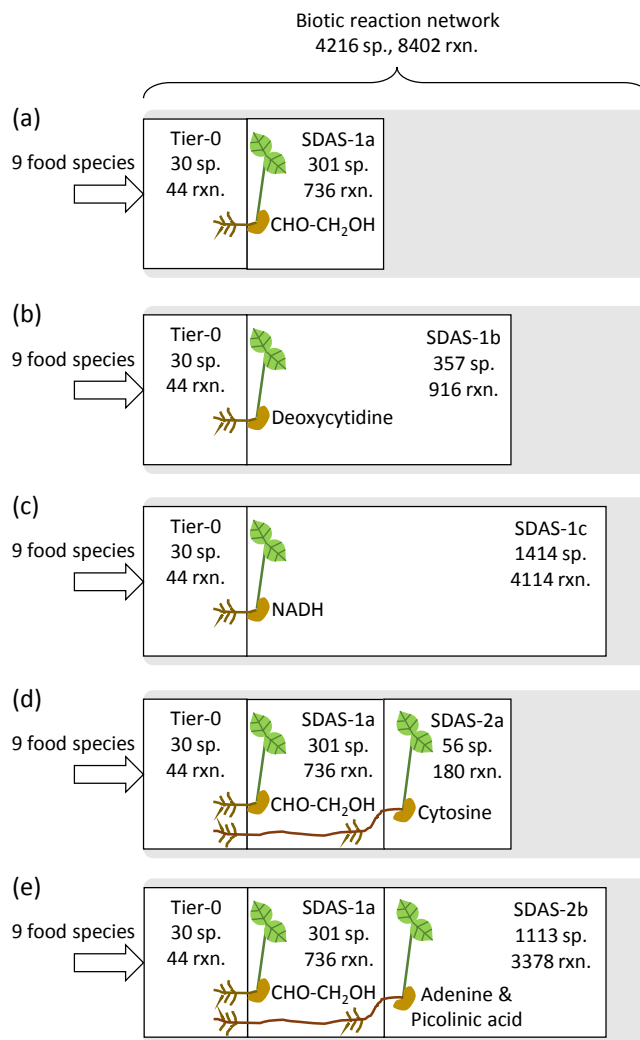 Biotic reaction network
4216 sp., 8402 rxn.
(a)
9 food species
Tier-0
30 sp.
44 rxn.
SDAS-1a
301 sp.
736 rxn.
CHO-CH₂OH
(b)
9 food species
Tier-0
30 sp.
44 rxn.
SDAS-1b
357 sp.
916 rxn.
Deoxycytidine
(c)
9 food species
Tier-0
30 sp.
44 rxn.
SDAS-1c
1414 sp.
4114 rxn.
NADH
(d)
9 food species
Tier-0
30 sp.
44 rxn.
SDAS-1a
301 sp.
736 rxn.
CHO-CH₂OH
SDAS-2a
56 sp.
180 rxn.
Cytosine
(e)
9 food species
Tier-0
30 sp.
44 rxn.
SDAS-1a
301 sp.
736 rxn.
CHO-CH₂OH
SDAS-2b
1113 sp.
3378 rxn.
Adenine &
Picolinic acid